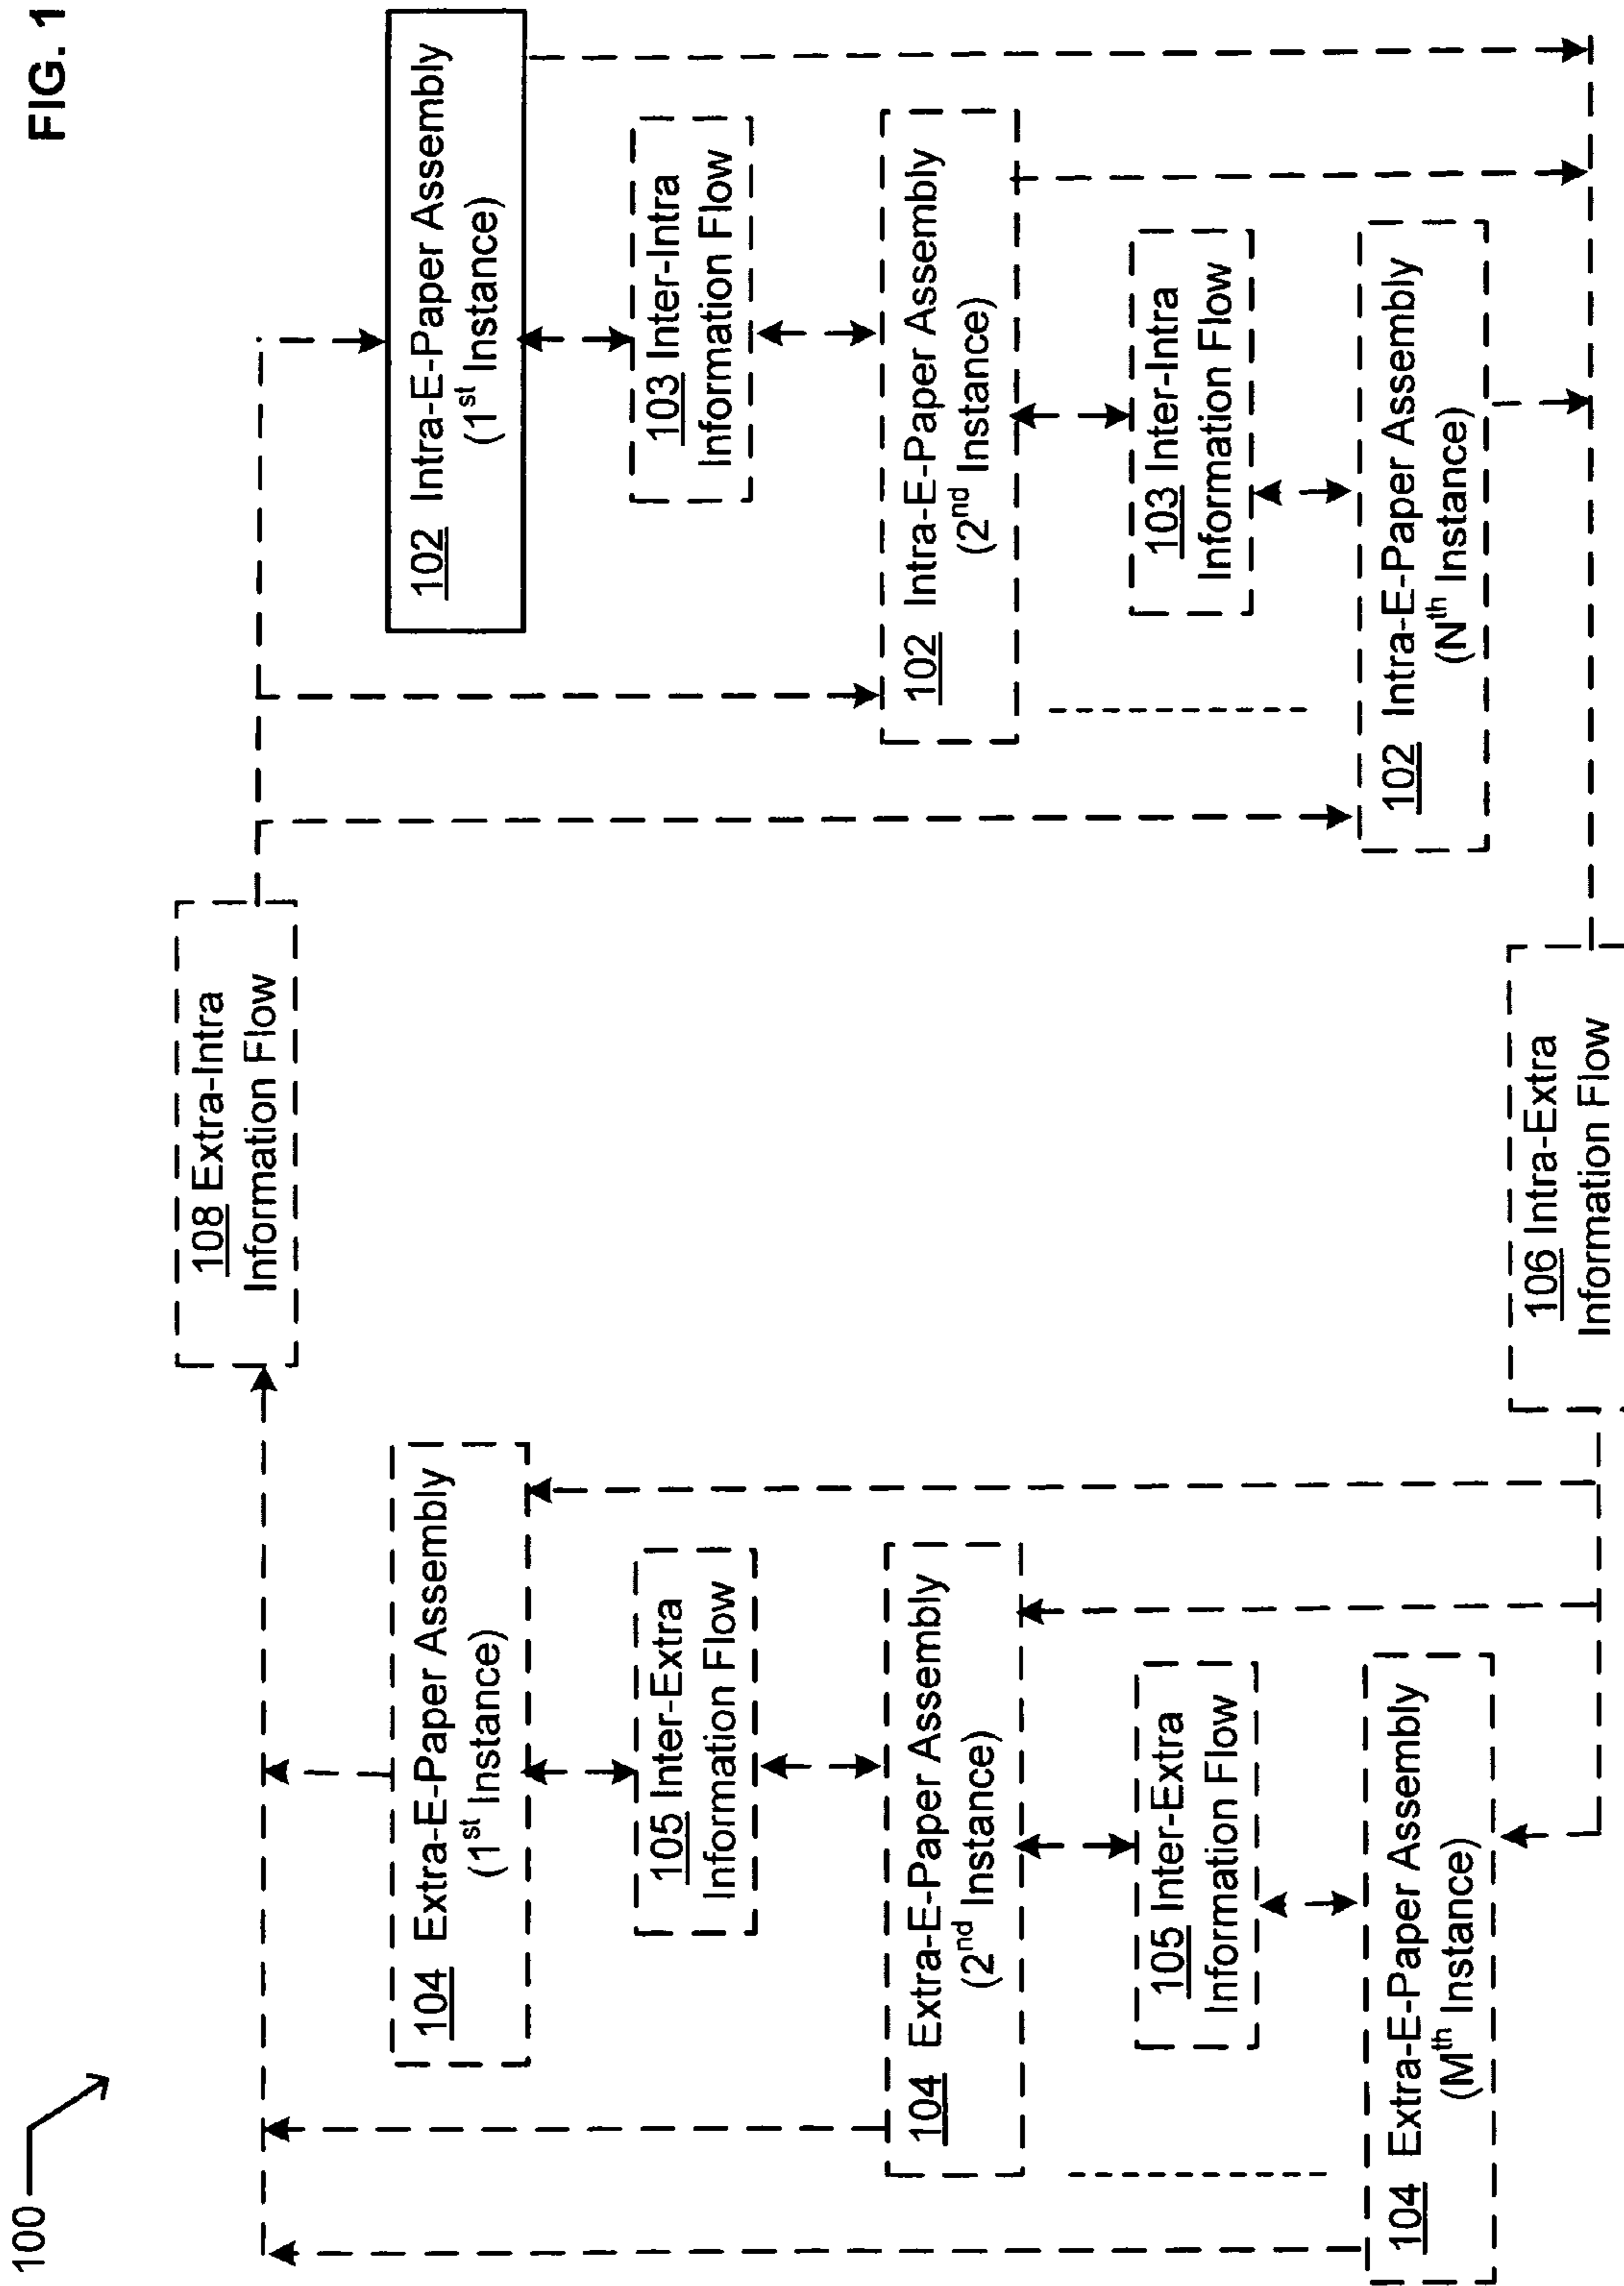 FIG. 1
100
108 Extra-Intra
Information Flow
104 Extra-E-Paper Assembly
(1st Instance)
102 Intra-E-Paper Assembly
(1st Instance)
105 Inter-Extra
Information Flow
103 Inter-Intra
Information Flow
104 Extra-E-Paper Assembly
(2nd Instance)
102 Intra-E-Paper Assembly
(2nd Instance)
105 Inter-Extra
Information Flow
103 Inter-Intra
Information Flow
104 Extra-E-Paper Assembly
(Mth Instance)
102 Intra-E-Paper Assembly
(Nth Instance)
106 Intra-Extra
Information Flow